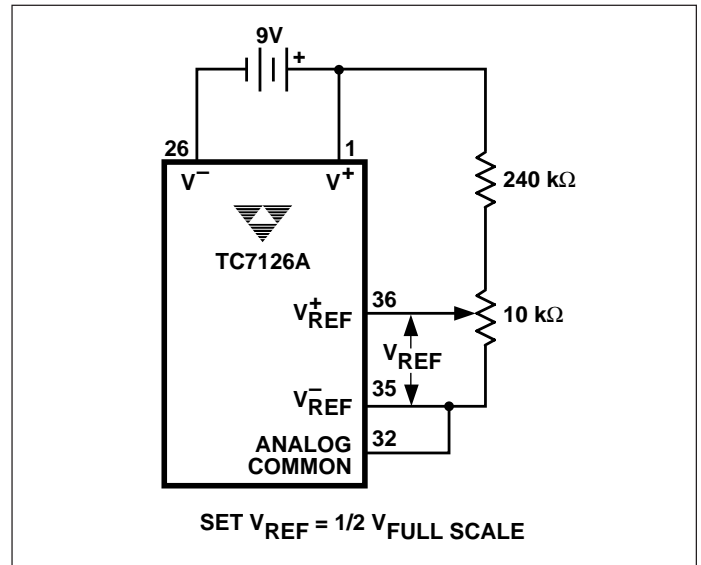 9V
+
26
1
V−
V+
240 kΩ
TC7126A
V+REF
36
10 kΩ
VREF
V−REF
35
ANALOG
COMMON
32
SET VREF = 1/2 VFULL SCALE